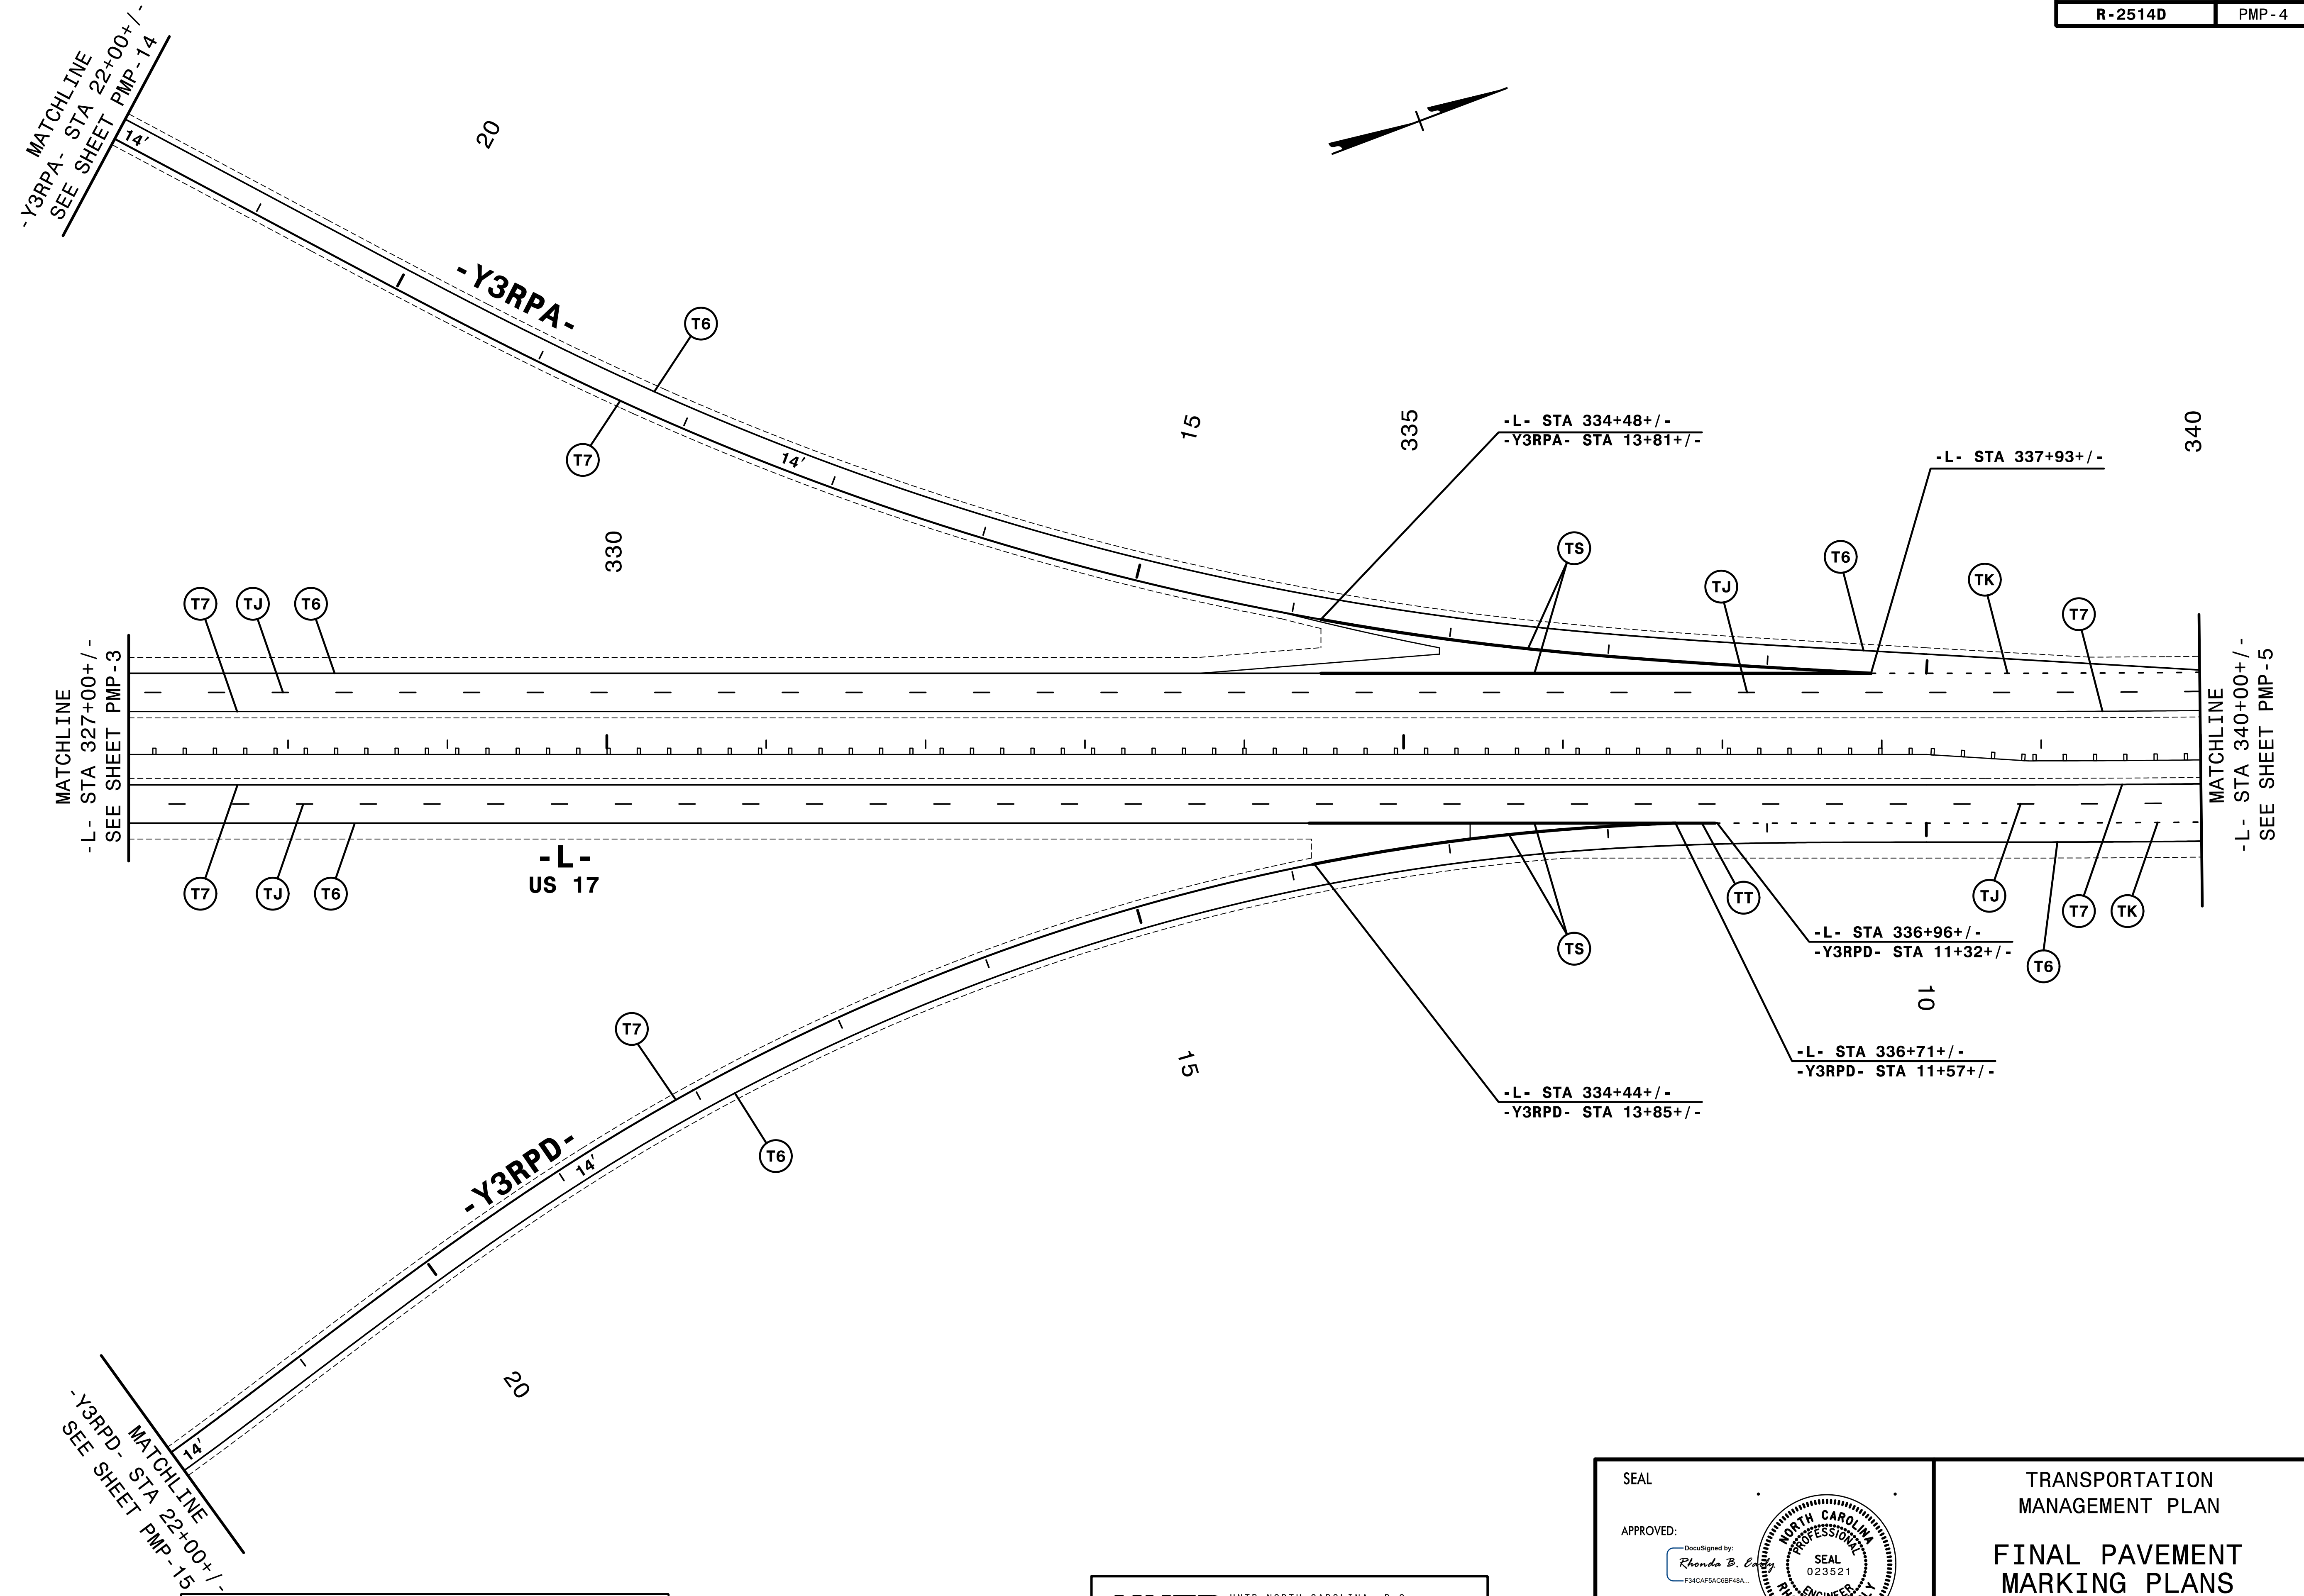 R-2514D PMP-4
MATCHLINE
-Y3RPA- STA 22+00+/-
SEE SHEET PMP-14
14'
20
-Y3RPA-
T6
T7
14'
15
335
340
330
-L- STA 334+48+/-
-Y3RPA- STA 13+81+/-
-L- STA 337+93+/-
TS
TJ
T6
TK
T7
T7
TJ
T6
MATCHLINE
-L- STA 327+00+/-
SEE SHEET PMP-3
MATCHLINE
-L- STA 340+00+/-
SEE SHEET PMP-5
-L-
US 17
T7
TJ
T6
TS
TT
TJ
T7
TK
T6
-L- STA 336+96+/-
-Y3RPD- STA 11+32+/-
10
-L- STA 336+71+/-
-Y3RPD- STA 11+57+/-
-L- STA 334+44+/-
-Y3RPD- STA 13+85+/-
15
T7
T6
-Y3RPD-
14'
20
14'
MATCHLINE
-Y3RPD- STA 22+00+/-
SEE SHEET PMP-15
SEAL
APPROVED:
DocuSigned by:
Rhonda B. Early
F34CAF5AC6BF48A...
NORTH CAROLINA
PROFESSIONAL
SEAL
023521
ENGINEER
TRANSPORTATION
MANAGEMENT PLAN
FINAL PAVEMENT
MARKING PLANS